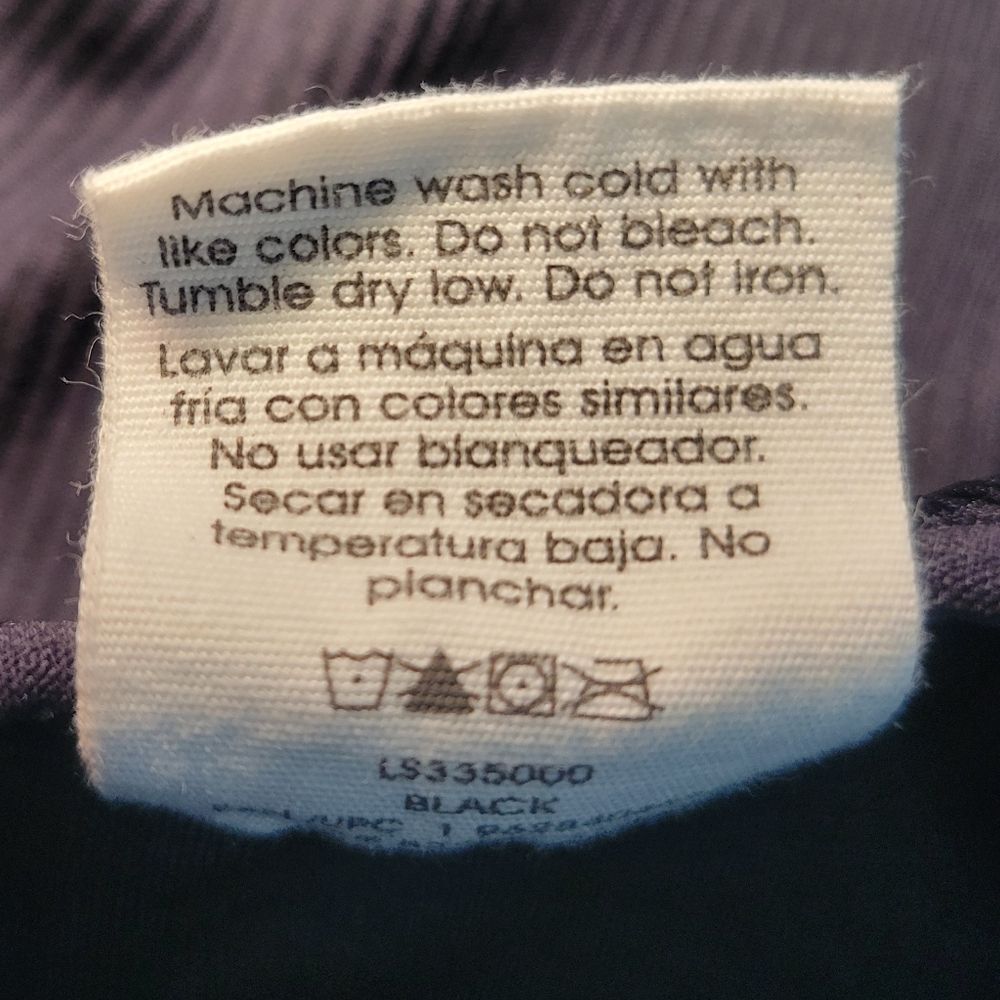 Machine wash cold with
like colors. Do not bleach.
Tumble dry low. Do not iron.
Lavar a máquina en agua
fría con colores similares.
No usar blanqueador.
Secar en secadora a
temperatura baja. No
planchar.
LS335000
BLACK